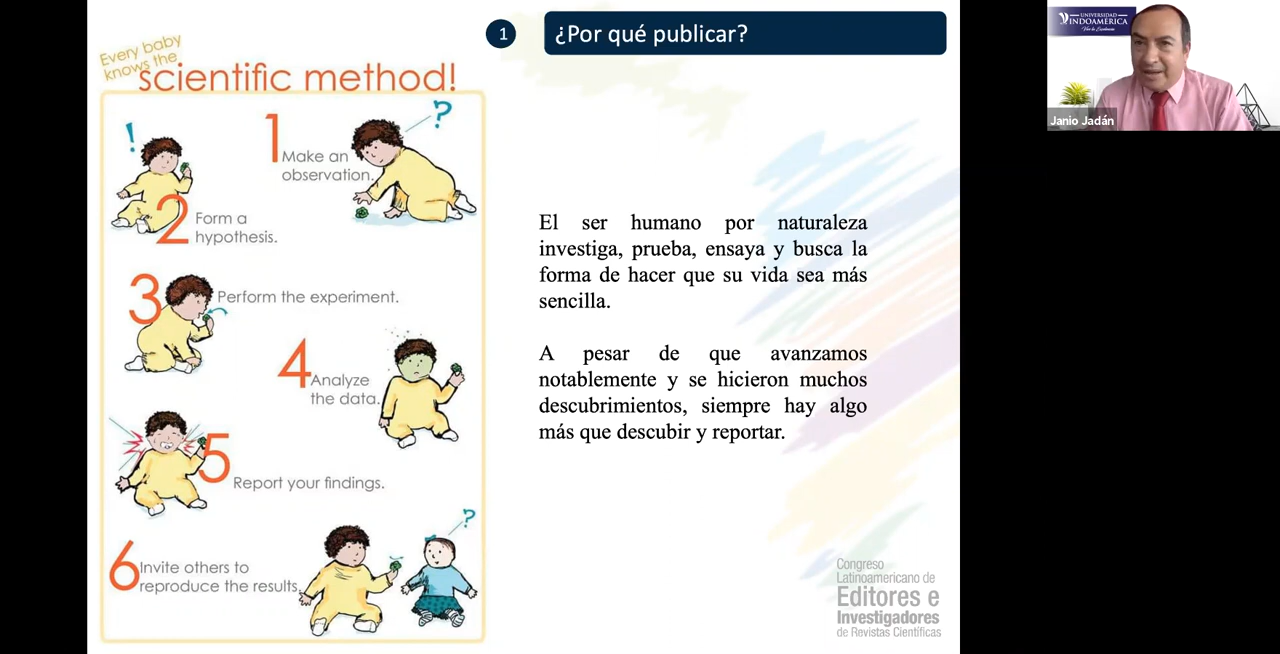 1
¿Por qué publicar?
Every baby
knows the
scientific method!
1
Make an
observation.
2
Form a
hypothesis.
3
Perform the experiment.
4
Analyze
the data.
5
Report your findings.
6
Invite others to
reproduce the results
!
?
?
El ser humano por naturaleza
investiga, prueba, ensaya y busca la
forma de hacer que su vida sea más
sencilla.
A pesar de que avanzamos
notablemente y se hicieron muchos
descubrimientos, siempre hay algo
más que descubir y reportar.
Congreso
Latinoamericano de
Editores e
Investigadores
de Revistas Científicas
UNIVERSIDAD
INDOAMÉRICA
Janio Jadán